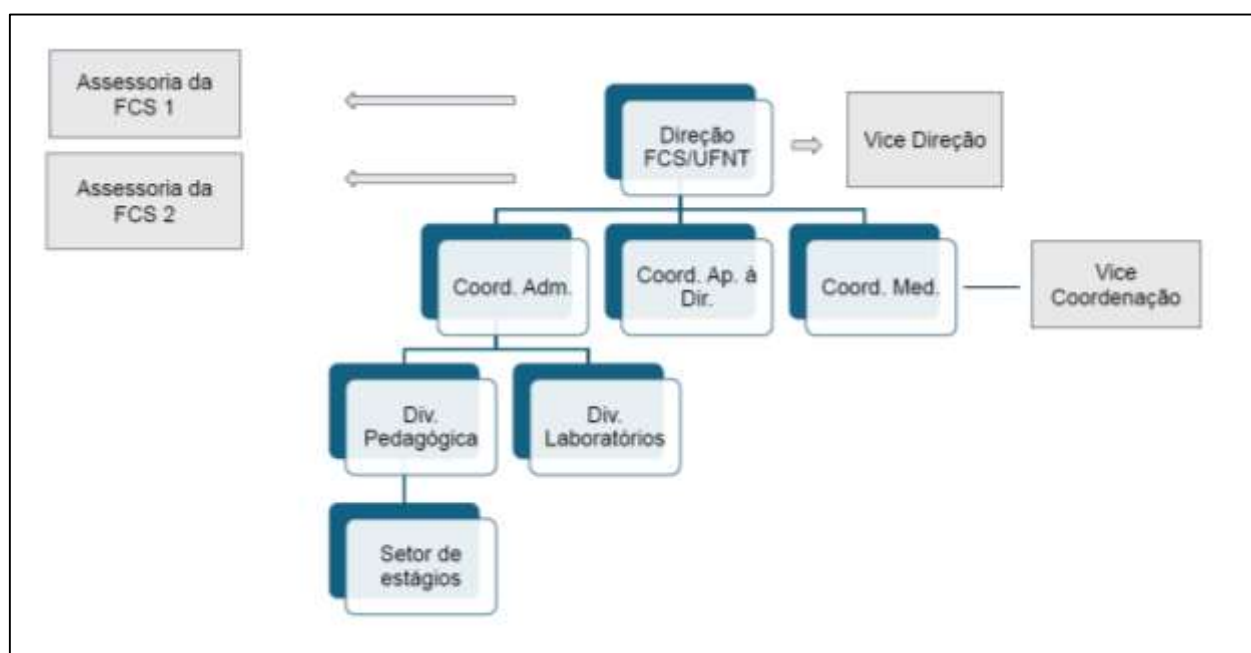 Assessoria da
FCS 1
Direção
FCS/UFNT
Vice Direção
Assessoria da
FCS 2
Coord. Adm.
Coord. Ap. à
Dir.
Coord. Med.
Vice
Coordenação
Div.
Pedagógica
Div.
Laboratórios
Setor de
estágios